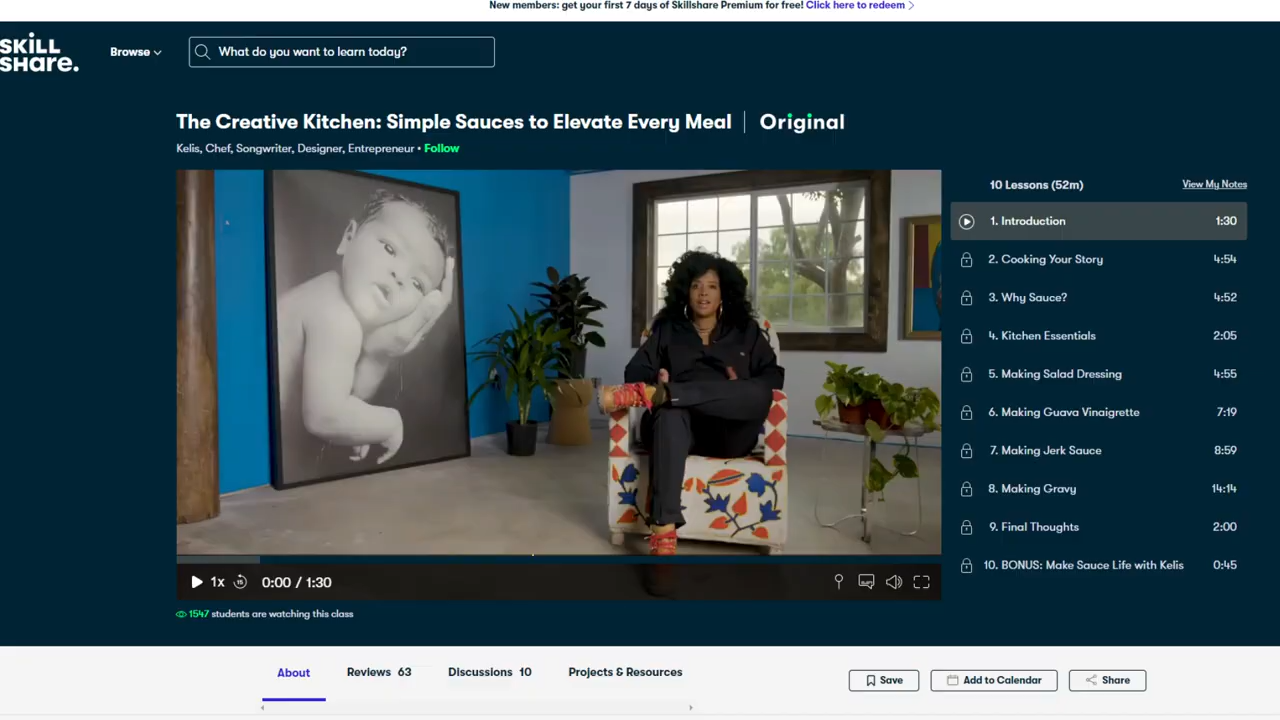 New members: get your first 7 days of Skillshare Premium for free! Click here to redeem
SKILL
SHARE.
Browse
What do you want to learn today?
The Creative Kitchen: Simple Sauces to Elevate Every Meal | Original
Kelis, Chef, Songwriter, Designer, Entrepreneur • Follow
10 Lessons (52m)
View My Notes
1. Introduction 1:30
2. Cooking Your Story 4:54
3. Why Sauce? 4:52
4. Kitchen Essentials 2:05
5. Making Salad Dressing 4:55
6. Making Guava Vinaigrette 7:19
7. Making Jerk Sauce 8:59
8. Making Gravy 14:14
9. Final Thoughts 2:00
10. BONUS: Make Sauce Life with Kelis 0:45
1x 15 0:00 / 1:30
1547 students are watching this class
About Reviews 63 Discussions 10 Projects & Resources
Save Add to Calendar Share